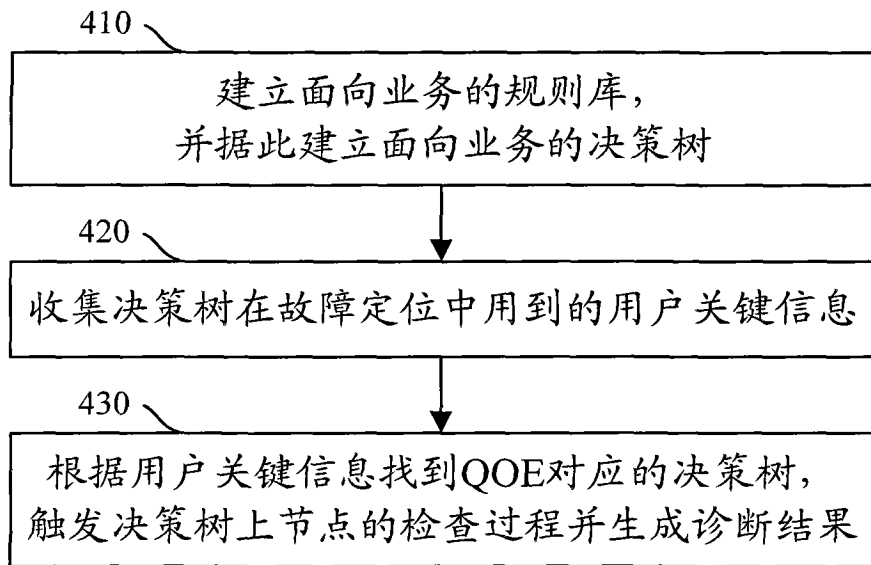 410
建立面向业务的规则库，
并据此建立面向业务的决策树
420
收集决策树在故障定位中用到的用户关键信息
430
根据用户关键信息找到QOE对应的决策树，
触发决策树上节点的检查过程并生成诊断结果